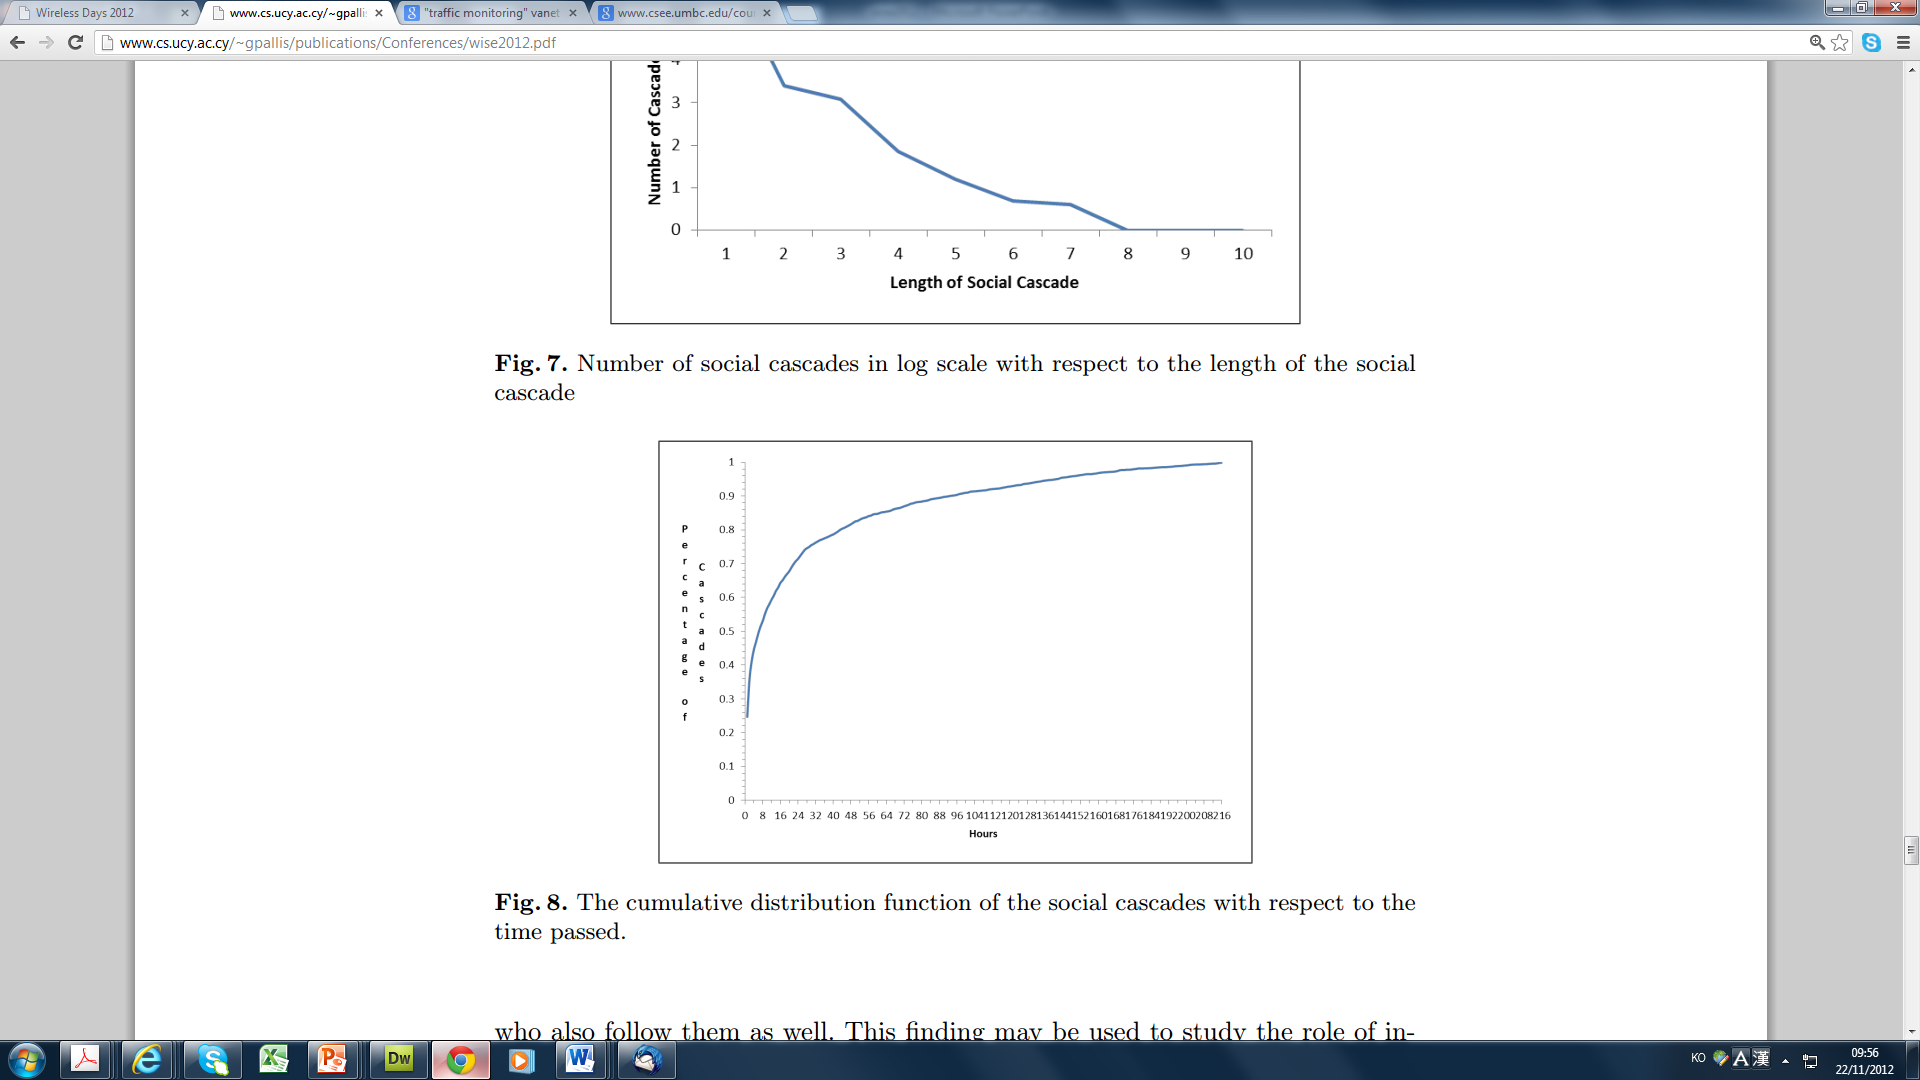 Wireless Days 2012
www.cs.ucy.ac.cy/~gpalli
"traffic monitoring" vanet
www.csee.umbc.edu/cou
www.cs.ucy.ac.cy/~gpallis/publications/Conferences/wise2012.pdf
Number of Cascade
4
3
2
1
0
1 2 3 4 5 6 7 8 9 10
Length of Social Cascade
Fig. 7. Number of social cascades in log scale with respect to the length of the social
cascade
Percentage of
Cascades
1
0.9
0.8
0.7
0.6
0.5
0.4
0.3
0.2
0.1
0
0 8 16 24 32 40 48 56 64 72 80 88 96 104112120128136144152160168176184192200208216
Hours
Fig. 8. The cumulative distribution function of the social cascades with respect to the
time passed.
who also follow them as well. This finding may be used to study the role of in-
Dw
KO A 漢
09:56
22/11/2012